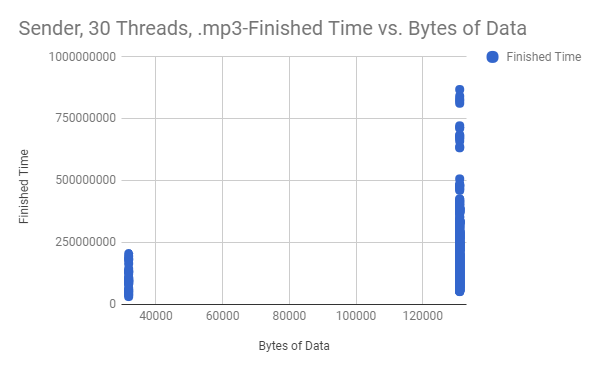 Sender, 30 Threads, .mp3-Finished Time vs. Bytes of Data
Finished Time
1000000000
750000000
500000000
250000000
0
Finished Time
40000 60000 80000 100000 120000
Bytes of Data